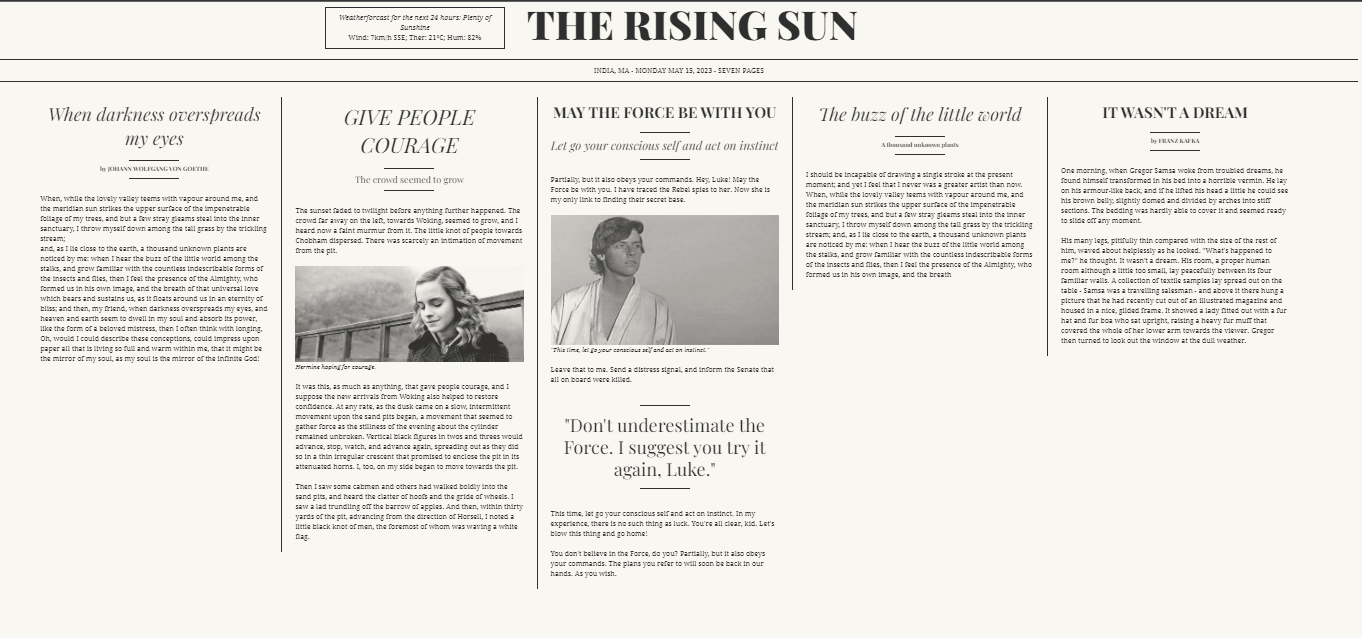 Weatherforcast for the next 24 hours: Plenty of
Sunshine
Wind: 7km/h SSE; Ther: 21°C; Hum: 82%
THE RISING SUN
INDIA, MA - MONDAY MAY 15, 2023 - SEVEN PAGES
When darkness overspreads
my eyes
by JOHANN WOLFGANG VON GOETHE
When, while the lovely valley teems with vapour around me, and
the meridian sun strikes the upper surface of the impenetrable
foliage of my trees, and but a few stray gleams steal into the inner
sanctuary, I throw myself down among the tall grass by the trickling
stream;
and, as I lie close to the earth, a thousand unknown plants are
noticed by me: when I hear the buzz of the little world among the
stalks, and grow familiar with the countless indescribable forms of
the insects and flies, then I feel the presence of the Almighty, who
formed us in his own image, and the breath of that universal love
which bears and sustains us, as it floats around us in an eternity of
bliss; and then, my friend, when darkness overspreads my eyes, and
heaven and earth seem to dwell in my soul and absorb its power,
like the form of a beloved mistress, then I often think with longing,
Oh, would I could describe these conceptions, could impress upon
paper all that is living so full and warm within me, that it might be
the mirror of my soul, as my soul is the mirror of the infinite God!
GIVE PEOPLE
COURAGE
The crowd seemed to grow
The sunset faded to twilight before anything further happened. The
crowd far away on the left, towards Woking, seemed to grow, and I
heard now a faint murmur from it. The little knot of people towards
Chobham dispersed. There was scarcely an intimation of movement
from the pit.
Hermine hoping for courage.
It was this, as much as anything, that gave people courage, and I
suppose the new arrivals from Woking also helped to restore
confidence. At any rate, as the dusk came on a slow, intermittent
movement upon the sand pits began, a movement that seemed to
gather force as the stillness of the evening about the cylinder
remained unbroken. Vertical black figures in twos and threes would
advance, stop, watch, and advance again, spreading out as they did
so in a thin irregular crescent that promised to enclose the pit in its
attenuated horns. I, too, on my side began to move towards the pit.
Then I saw some cabmen and others had walked boldly into the
sand pits, and heard the clatter of hoofs and the gride of wheels. I
saw a lad trundling off the barrow of apples. And then, within thirty
yards of the pit, advancing from the direction of Horsell, I noted a
little black knot of men, the foremost of whom was waving a white
flag.
MAY THE FORCE BE WITH YOU
Let go your conscious self and act on instinct
Partially, but it also obeys your commands. Hey, Luke! May the
Force be with you. I have traced the Rebel spies to her. Now she is
my only link to finding their secret base.
"This time, let go your conscious self and act on instinct."
Leave that to me. Send a distress signal, and inform the Senate that
all on board were killed.
"Don't underestimate the
Force. I suggest you try it
again, Luke."
This time, let go your conscious self and act on instinct. In my
experience, there is no such thing as luck. You're all clear, kid. Let's
blow this thing and go home!
You don't believe in the Force, do you? Partially, but it also obeys
your commands. The plans you refer to will soon be back in our
hands. As you wish.
The buzz of the little world
A thousand unknown plants
I should be incapable of drawing a single stroke at the present
moment; and yet I feel that I never was a greater artist than now.
When, while the lovely valley teems with vapour around me, and
the meridian sun strikes the upper surface of the impenetrable
foliage of my trees, and but a few stray gleams steal into the inner
sanctuary, I throw myself down among the tall grass by the trickling
stream; and, as I lie close to the earth, a thousand unknown plants
are noticed by me: when I hear the buzz of the little world among
the stalks, and grow familiar with the countless indescribable forms
of the insects and flies, then I feel the presence of the Almighty, who
formed us in his own image, and the breath
IT WASN'T A DREAM
by FRANZ KAFKA
One morning, when Gregor Samsa woke from troubled dreams, he
found himself transformed in his bed into a horrible vermin. He lay
on his armour-like back, and if he lifted his head a little he could see
his brown belly, slightly domed and divided by arches into stiff
sections. The bedding was hardly able to cover it and seemed ready
to slide off any moment.
His many legs, pitifully thin compared with the size of the rest of
him, waved about helplessly as he looked. "What's happened to
me?" he thought. It wasn't a dream. His room, a proper human
room although a little too small, lay peacefully between its four
familiar walls. A collection of textile samples lay spread out on the
table - Samsa was a travelling salesman - and above it there hung a
picture that he had recently cut out of an illustrated magazine and
housed in a nice, gilded frame. It showed a lady fitted out with a fur
hat and fur boa who sat upright, raising a heavy fur muff that
covered the whole of her lower arm towards the viewer. Gregor
then turned to look out the window at the dull weather.